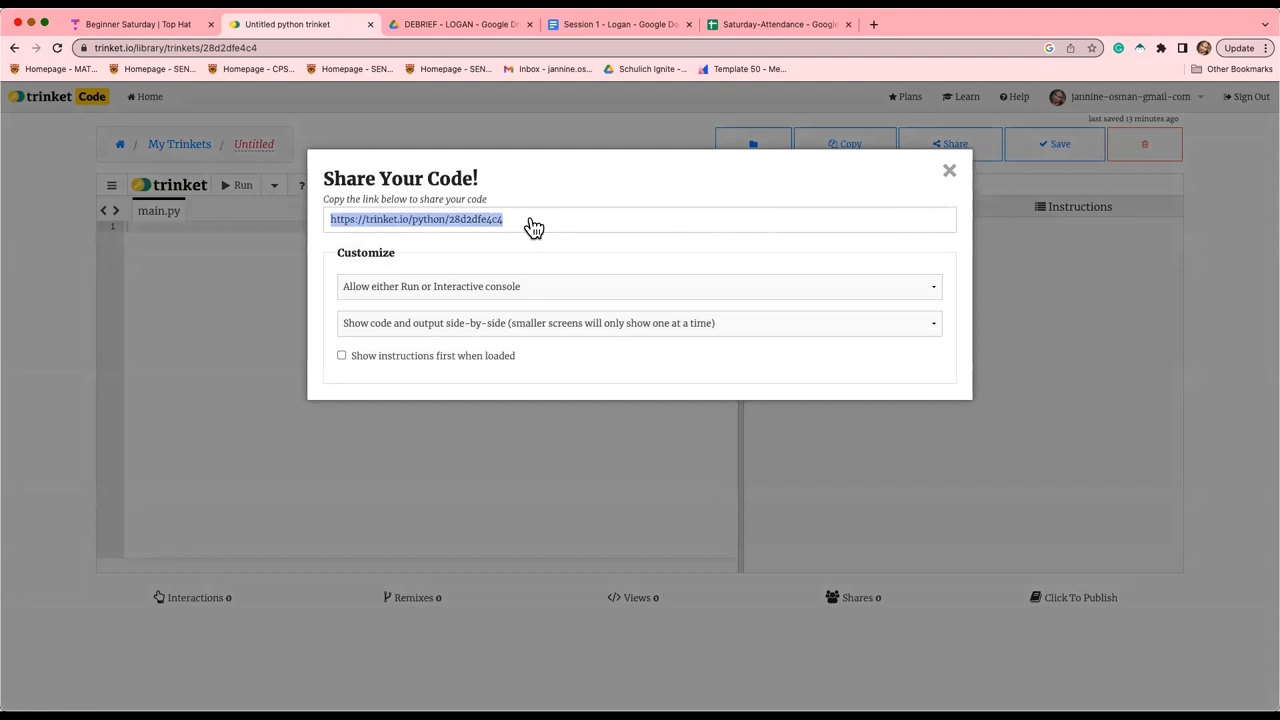 Beginner Saturday | Top Hat
Untitled python trinket
DEBRIEF - LOGAN - Google D
Session 1 - Logan - Google Do
Saturday-Attendance - Google
trinket.io/library/trinkets/28d2dfe4c4
Update
Homepage - MAT...
Homepage - SEN...
Homepage - CPS...
Homepage - SEN...
Homepage - SEN...
Inbox - jannine.os...
Schulich Ignite -...
Template 50 - Me...
Other Bookmarks
trinket Code
Home
Plans
Learn
Help
jannine-osman-gmail-com
Sign Out
last saved 13 minutes ago
/ My Trinkets / Untitled
Copy
Share
Save
trinket
Run
?
main.py
Instructions
1
Share Your Code!
Copy the link below to share your code
https://trinket.io/python/28d2dfe4c4
Customize
Allow either Run or Interactive console
Show code and output side-by-side (smaller screens will only show one at a time)
Show instructions first when loaded
Interactions 0
Remixes 0
Views 0
Shares 0
Click To Publish